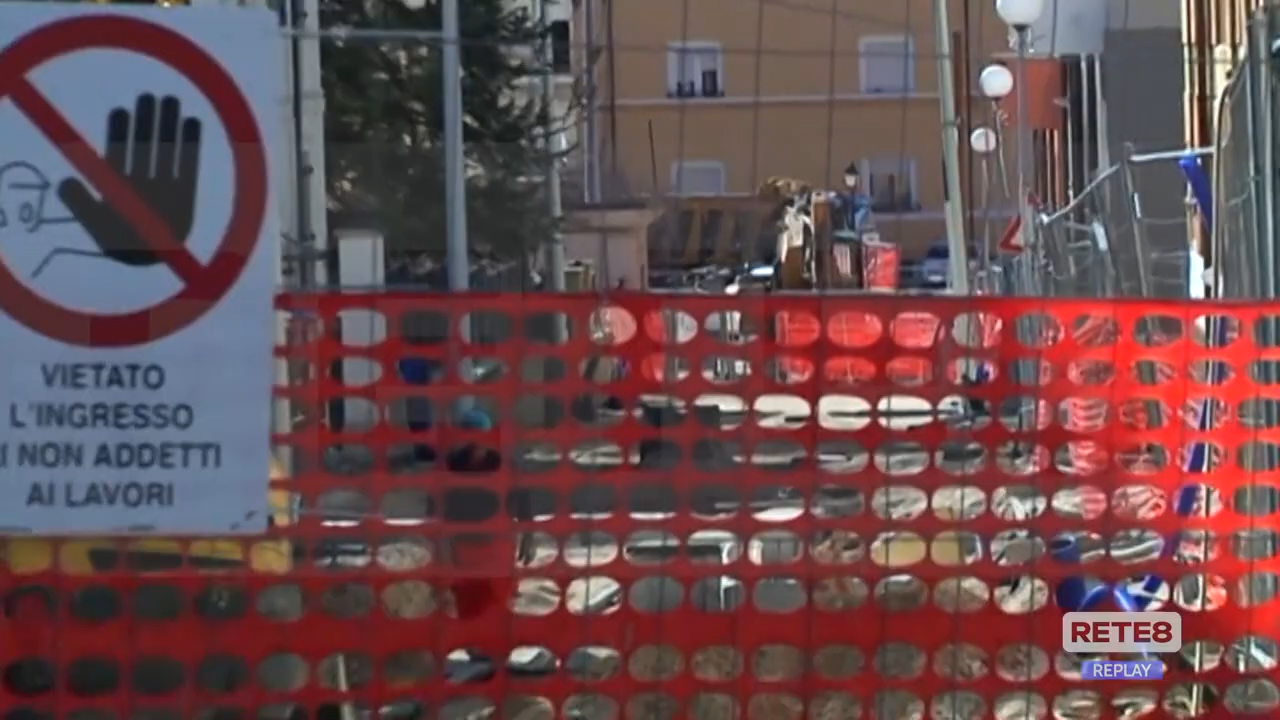 VIETATO
L'INGRESSO
I NON ADDETTI
AI LAVORI
RETE8
REPLAY